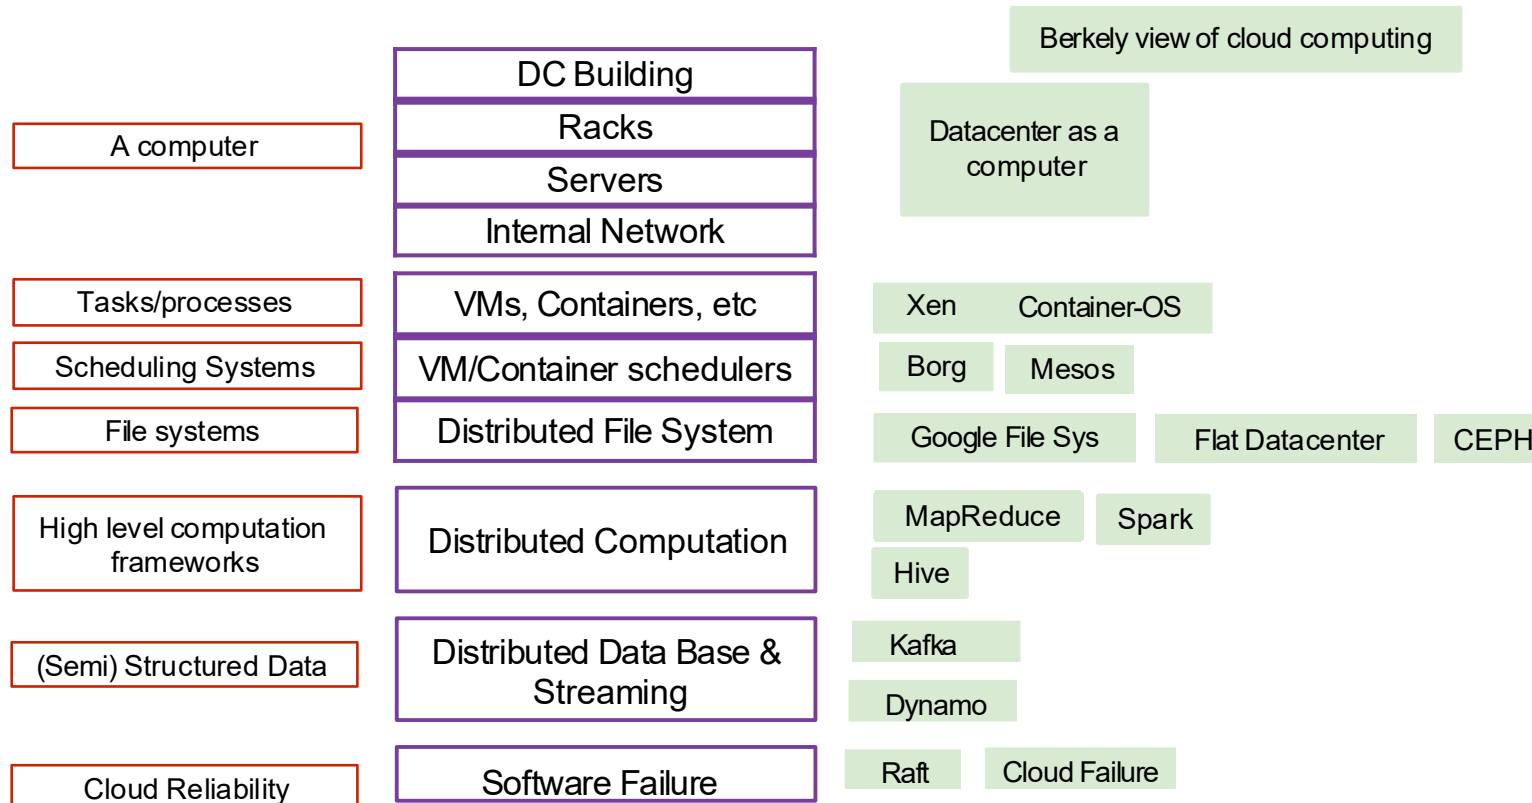 Berkely view of cloud computing
DC Building
A computer
Racks
Datacenter as a
computer
Servers
Internal Network
Tasks/processes
VMs, Containers, etc
Xen
Container-OS
Scheduling Systems
VM/Container schedulers
Borg
Mesos
File systems
Distributed File System
Google File Sys
Flat Datacenter
CEPH
High level computation
frameworks
Distributed Computation
MapReduce
Spark
Hive
(Semi) Structured Data
Distributed Data Base &
Streaming
Kafka
Dynamo
Cloud Reliability
Software Failure
Raft
Cloud Failure